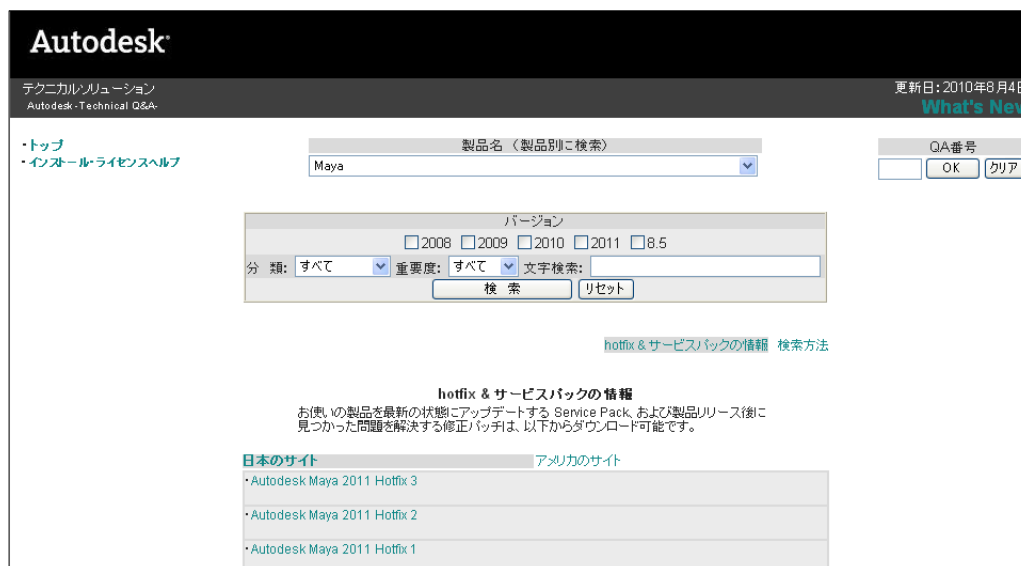 Autodesk
テクニカルソリューション
Autodesk -Technical Q&A-
更新日:2010年8月4日
What's New
・トップ
・インストール・ライセンスヘルプ
製品名 (製品別に検索)
Maya
QA番号
OK クリア
バージョン
2008 2009 2010 2011 8.5
分 類: すべて 重要度: すべて 文字検索:
検 索 リセット
hotfix & サービスパックの情報 検索方法
hotfix & サービスパックの情報
お使いの製品を最新の状態にアップデートする Service Pack、および製品リリース後に
見つかった問題を解決する修正パッチは、以下からダウンロード可能です。
日本のサイト アメリカのサイト
・Autodesk Maya 2011 Hotfix 3
・Autodesk Maya 2011 Hotfix 2
・Autodesk Maya 2011 Hotfix 1